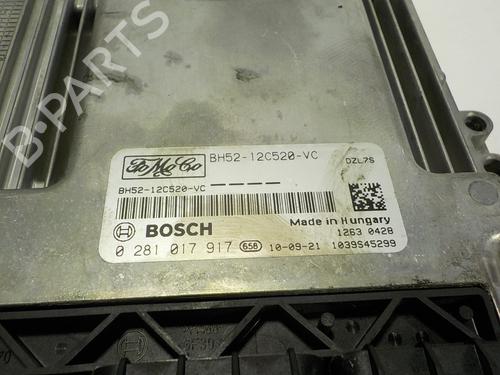 B-PARTS
FoMoCo
BH52-12C520-VC
DZL7S
BH52-12C520-VC
BOSCH
Made in Hungary
1263 0428
0 281 017 917 658 10-09-21 1039S45299